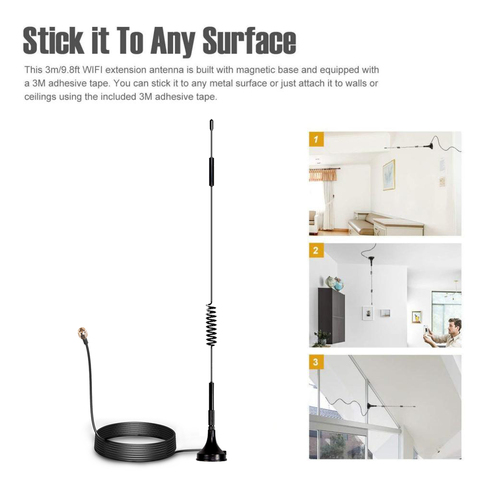 Stick it To Any Surface
This 3m/9.8ft WIFI extension antenna is built with magnetic base and equipped with
a 3M adhesive tape. You can stick it to any metal surface or just attach it to walls or
ceilings using the included 3M adhesive tape.
1
2
3